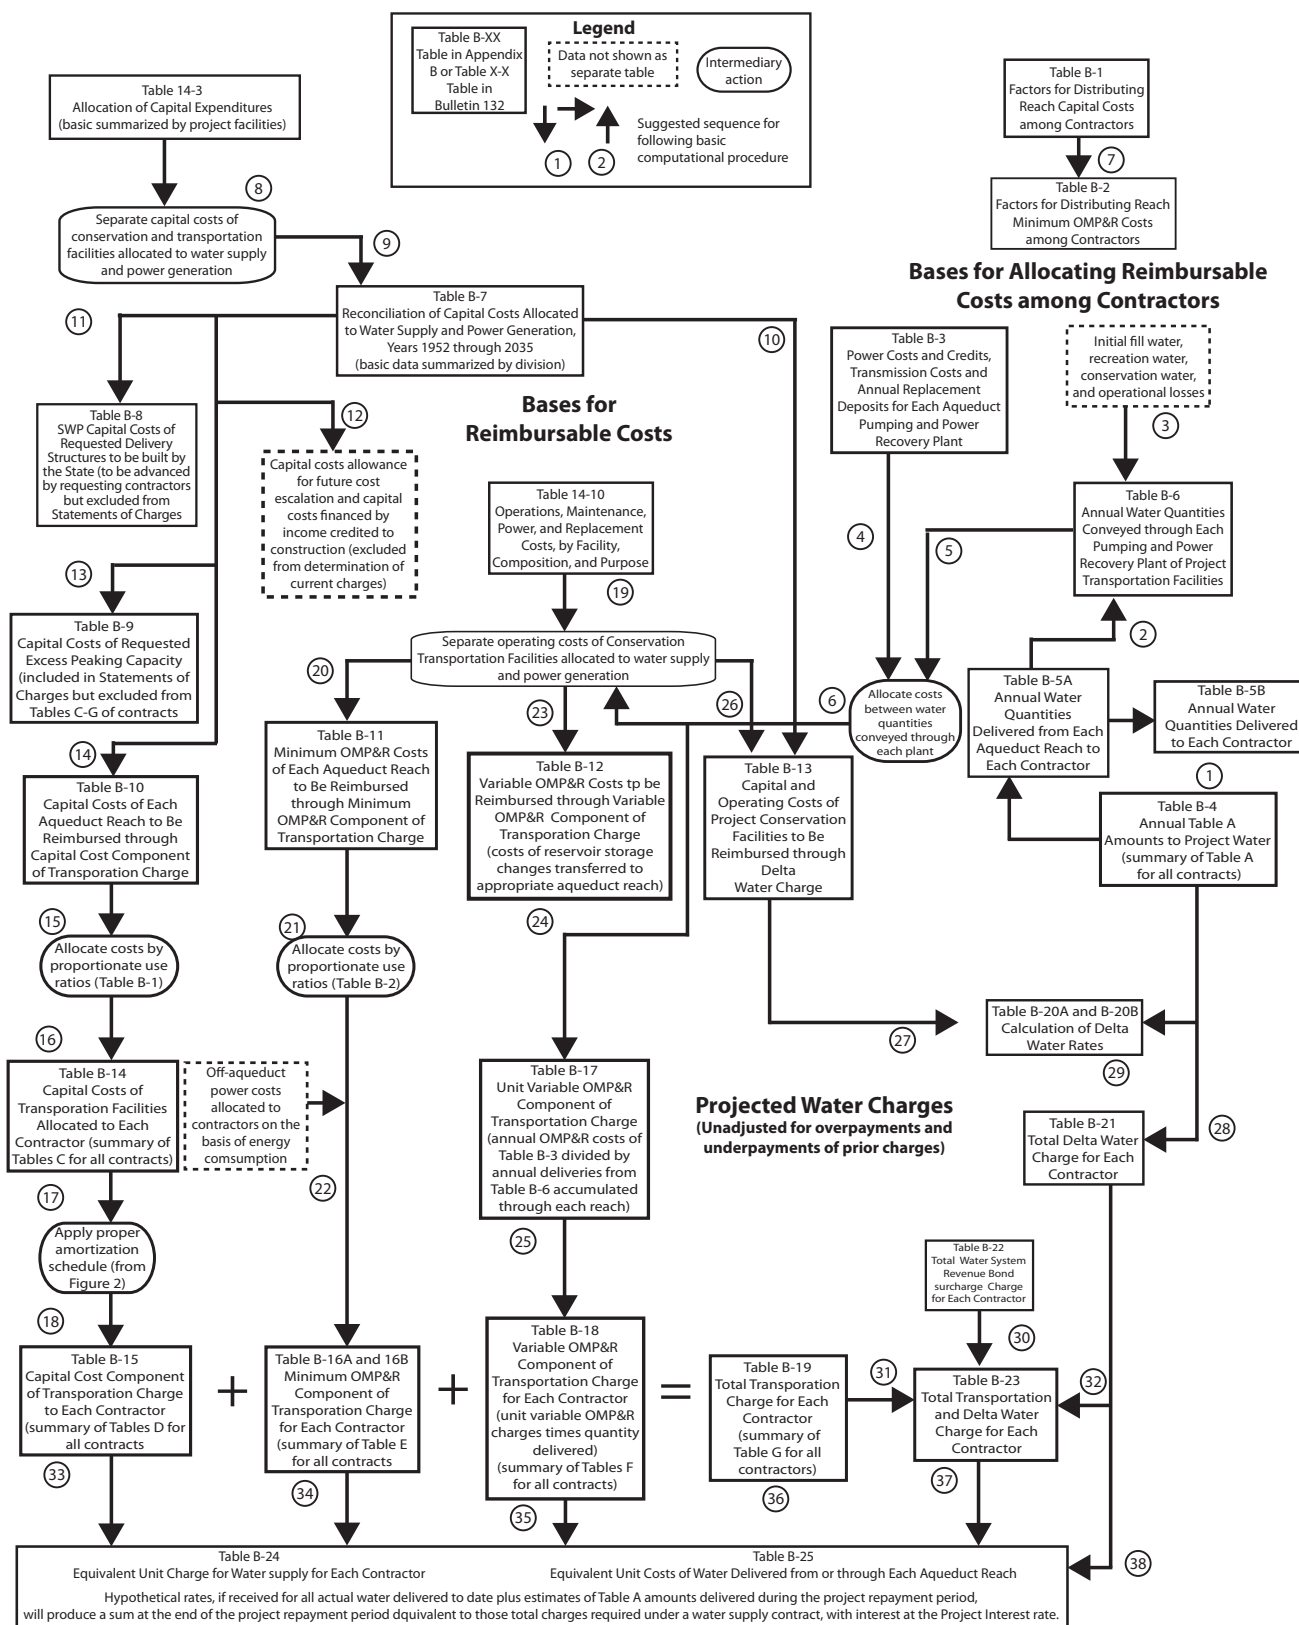 Legend
Table B-XX
Table in Appendix
B or Table X-X
Table in
Bulletin 132
Data not shown as
separate table
Intermediary
action
1
2
Suggested sequence for
following basic
computational procedure
Table 14-3
Allocation of Capital Expenditures
(basic summarized by project facilities)
8
Separate capital costs of
conservation and transportation
facilities allocated to water supply
and power generation
9
Table B-1
Factors for Distributing
Reach Capital Costs
among Contractors
7
Table B-2
Factors for Distributing Reach
Minimum OMP&R Costs
among Contractors
Bases for Allocating Reimbursable
Costs among Contractors
11
Table B-7
Reconciliation of Capital Costs Allocated
to Water Supply and Power Generation,
Years 1952 through 2035
(basic data summarized by division)
10
Table B-3
Power Costs and Credits,
Transmission Costs and
Annual Replacement
Deposits for Each Aqueduct
Pumping and Power
Recovery Plant
Initial fill water,
recreation water,
conservation water,
and operational losses
3
Table B-8
SWP Capital Costs of
Requested Delivery
Structures to be built by
the State (to be advanced
by requesting contractors
but excluded from
Statements of Charges
12
Capital costs allowance
for future cost
escalation and capital
costs financed by
income credited to
construction (excluded
from determination of
current charges)
Bases for
Reimbursable Costs
Table 14-10
Operations, Maintenance,
Power, and Replacement
Costs, by Facility,
Composition, and Purpose
19
4
5
Table B-6
Annual Water Quantities
Conveyed through Each
Pumping and Power
Recovery Plant of Project
Transportation Facilities
2
13
Table B-9
Capital Costs of Requested
Excess Peaking Capacity
(included in Statements of
Charges but excluded from
Tables C-G of contracts
20
Separate operating costs of Conservation
Transportation Facilities allocated to water supply
and power generation
23
26
6
Allocate costs
between water
quantities
conveyed through
each plant
Table B-5A
Annual Water
Quantities
Delivered from Each
Aqueduct Reach to
Each Contractor
Table B-5B
Annual Water
Quantities Delivered
to Each Contractor
1
14
Table B-10
Capital Costs of Each
Aqueduct Reach to Be
Reimbursed through
Capital Cost Component
of Transporation Charge
Table B-11
Minimum OMP&R Costs
of Each Aqueduct Reach
to Be Reimbursed
through Minimum
OMP&R Component of
Transportation Charge
Table B-12
Variable OMP&R Costs tp be
Reimbursed through Variable
OMP&R Component of
Transporation Charge
(costs of reservoir storage
changes transferred to
appropriate aqueduct reach)
Table B-13
Capital and
Operating Costs of
Project Conservation
Facilities to Be
Reimbursed through
Delta
Water Charge
Table B-4
Annual Table A
Amounts to Project Water
(summary of Table A
for all contracts)
15
Allocate costs by
proportionate use
ratios (Table B-1)
21
Allocate costs by
proportionate use
ratios (Table B-2)
24
16
27
Table B-20A and B-20B
Calculation of Delta
Water Rates
29
Table B-14
Capital Costs of
Transporation Facilities
Allocated to Each
Contractor (summary of
Tables C for all contracts)
Off-aqueduct
power costs
allocated to
contractors on the
basis of energy
comsumption
22
Table B-17
Unit Variable OMP&R
Component of
Transportation Charge
(annual OMP&R costs of
Table B-3 divided by
annual deliveries from
Table B-6 accumulated
through each reach)
Projected Water Charges
(Unadjusted for overpayments and
underpayments of prior charges)
Table B-21
Total Delta Water
Charge for Each
Contractor
28
17
Apply proper
amortization
schedule (from
Figure 2)
18
25
Table B-22
Total Water System
Revenue Bond
surcharge Charge
for Each Contractor
30
Table B-15
Capital Cost Component
of Transporation Charge
to Each Contractor
(summary of Tables D for
all contracts
+
Table B-16A and 16B
Minimum OMP&R
Component of
Transporation Charge
for Each Contractor
(summary of Table E
for all contracts
+
Table B-18
Variable OMP&R
Component of
Transportation Charge
for Each Contractor
(unit variable OMP&R
charges times quantity
delivered)
(summary of Tables F
for all contracts)
=
Table B-19
Total Transporation
Charge for Each
Contractor
(summary of
Table G for all
contractors)
31
Table B-23
Total Transportation
and Delta Water
Charge for Each
Contractor
32
33
34
35
36
37
38
Table B-24
Equivalent Unit Charge for Water supply for Each Contractor
Table B-25
Equivalent Unit Costs of Water Delivered from or through Each Aqueduct Reach
Hypothetical rates, if received for all actual water delivered to date plus estimates of Table A amounts delivered during the project repayment period,
will produce a sum at the end of the project repayment period dquivalent to those total charges required under a water supply contract, with interest at the Project Interest rate.